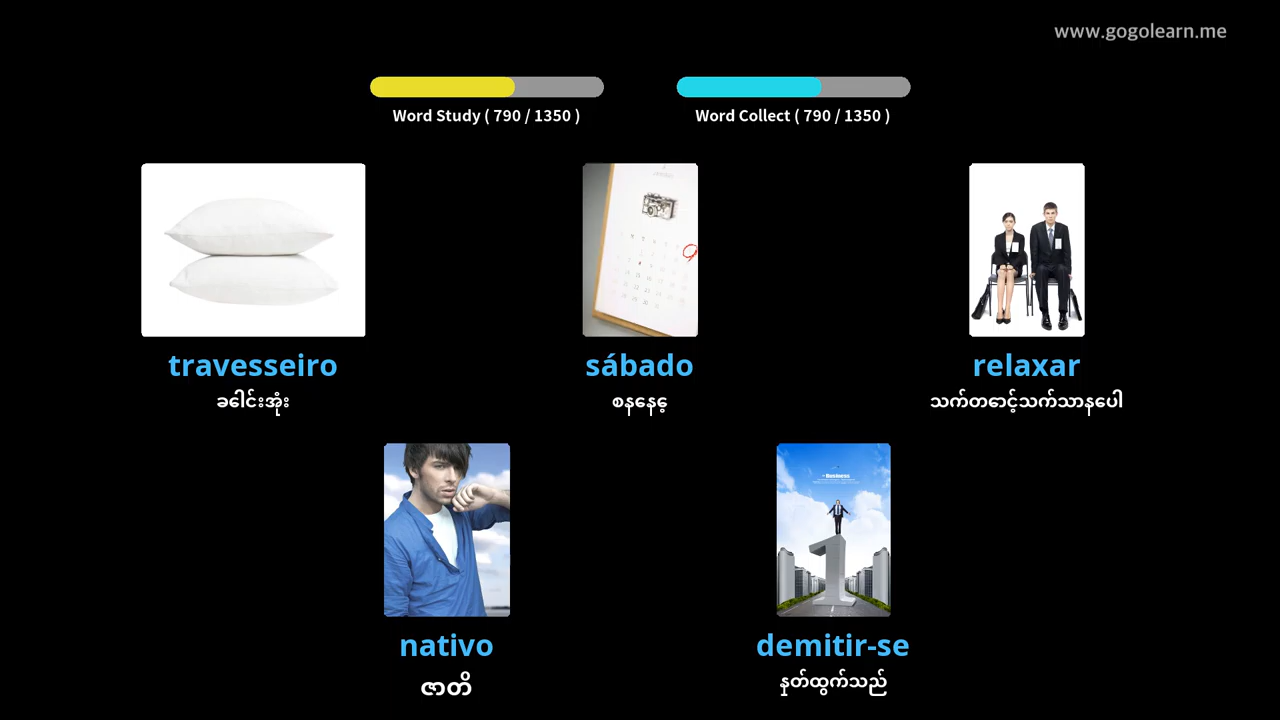 www.gogolearn.me
Word Study ( 790 / 1350 )
Word Collect ( 790 / 1350 )
travesseiro
ခေါင်းအုံး
sábado
စနေနေ့
relaxar
သက်တောင့်သက်သာနေပါ
Business
nativo
ဇာတိ
demitir-se
နှုတ်ထွက်သည်